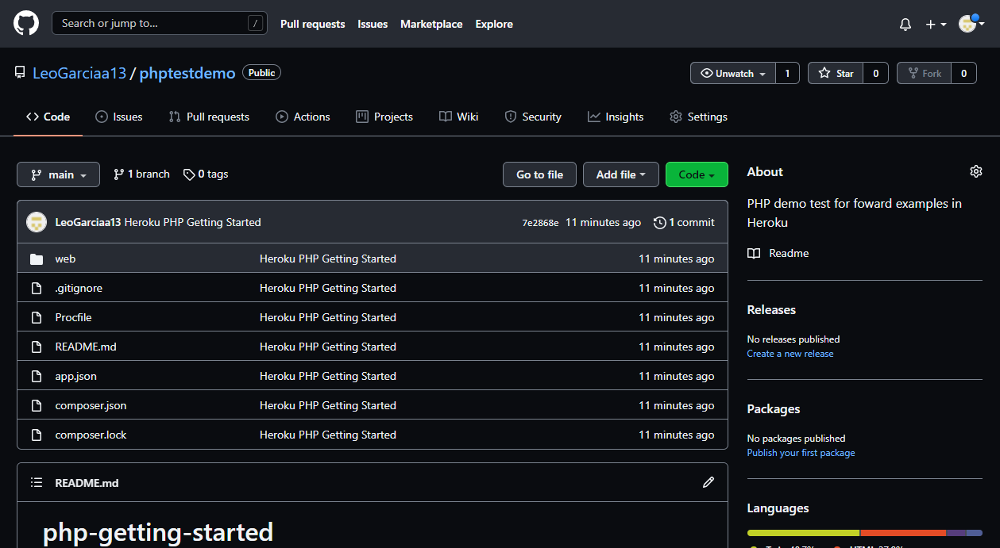 Search or jump to... /
Pull requests Issues Marketplace Explore
LeoGarciaa13 / phptestdemo Public
Unwatch 1 Star 0 Fork 0
Code Issues Pull requests Actions Projects Wiki Security Insights Settings
main 1 branch 0 tags Go to file Add file Code
LeoGarciaa13 Heroku PHP Getting Started 7e2868e 11 minutes ago 1 commit
web Heroku PHP Getting Started 11 minutes ago
.gitignore Heroku PHP Getting Started 11 minutes ago
Procfile Heroku PHP Getting Started 11 minutes ago
README.md Heroku PHP Getting Started 11 minutes ago
app.json Heroku PHP Getting Started 11 minutes ago
composer.json Heroku PHP Getting Started 11 minutes ago
composer.lock Heroku PHP Getting Started 11 minutes ago
README.md
php-getting-started
About
PHP demo test for foward examples in
Heroku
Readme
Releases
No releases published
Create a new release
Packages
No packages published
Publish your first package
Languages